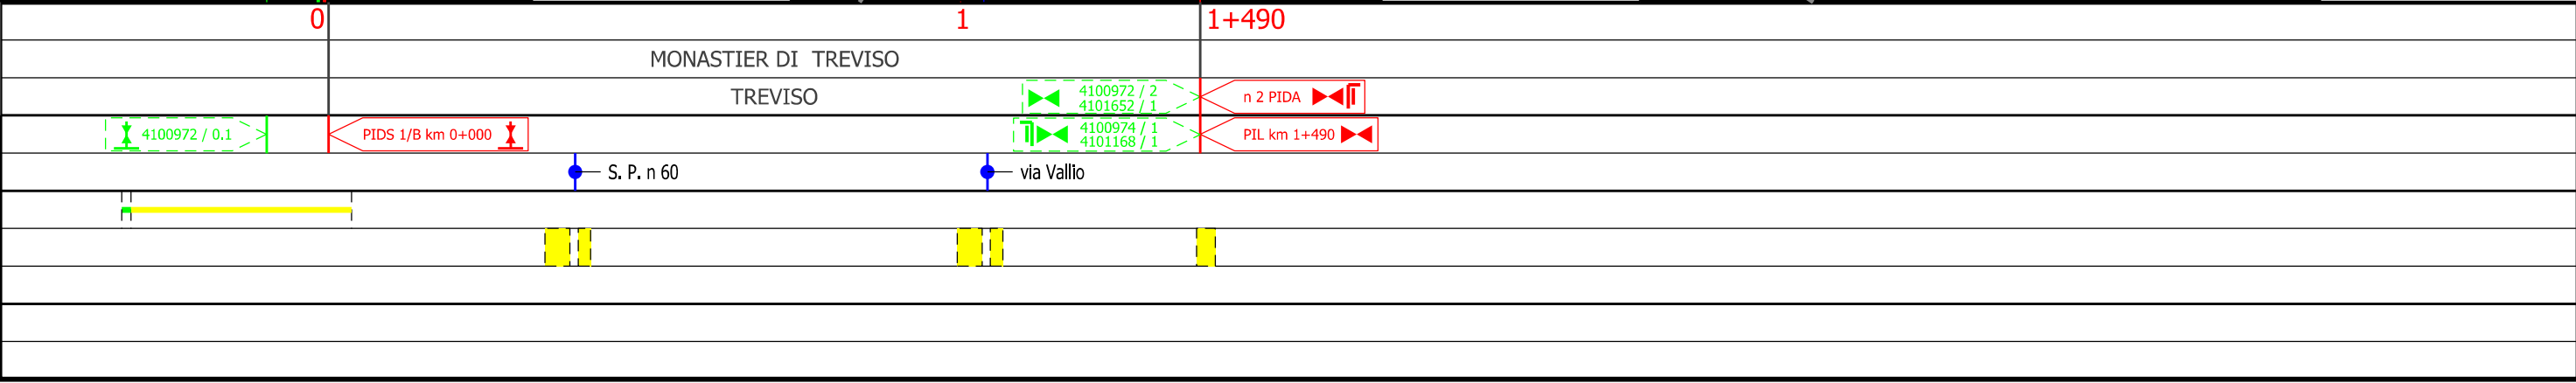 0
1
1+490
MONASTIER DI TREVISO
TREVISO
4100972 / 2
4101652 / 1
n 2 PIDA
4100972 / 0.1
PIDS 1/B km 0+000
4100974 / 1
4101168 / 1
PIL km 1+490
S. P. n 60
via Vallio